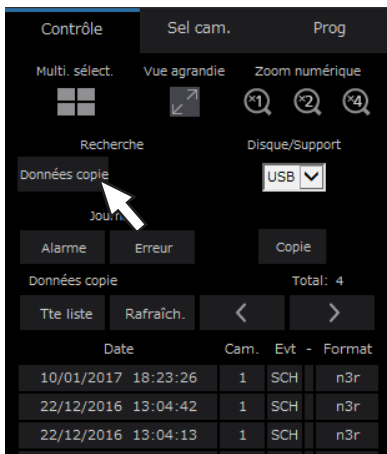 Contrôle Sel cam. Prog
Multi. sélect. Vue agrandie Zoom numérique
×1 ×2 ×4
Recherche Disque/Support
Données copie USB
Alarme Erreur Copie
Données copie Total: 4
Tte liste Rafraîch. < >
Date Cam. Evt - Format
10/01/2017 18:23:26 1 SCH n3r
22/12/2016 13:04:42 1 SCH n3r
22/12/2016 13:04:13 1 SCH n3r